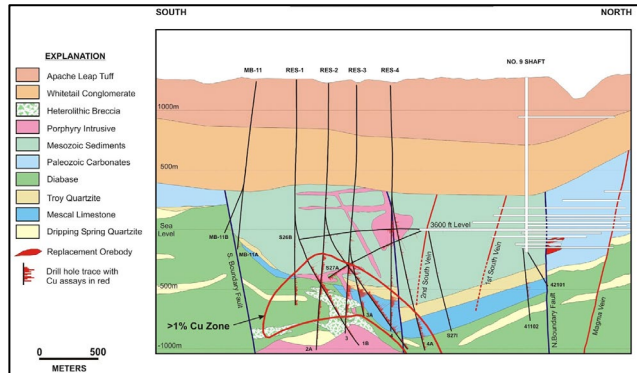 SOUTH
NORTH
EXPLANATION
Apache Leap Tuff
Whitetail Conglomerate
Heterolithic Breccia
Porphyry Intrusive
Mesozoic Sediments
Paleozoic Carbonates
Diabase
Troy Quartzite
Mescal Limestone
Dripping Spring Quartzite
Replacement Orebody
Drill hole trace with
Cu assays in red
0 500
METERS
MB-11
RES-1
RES-2
RES-3
RES-4
NO. 9 SHAFT
1000m
500m
Sea
Level
-500m
-1000m
MB-11B
MB-11A
S. Boundary Fault
S26B
S27A
3600 ft Level
2nd South Vein
1st South Vein
N.Boundary Fault
Magma Vein
42101
41102
S27I
>1% Cu Zone
2A
3
1B
3A
4
4A